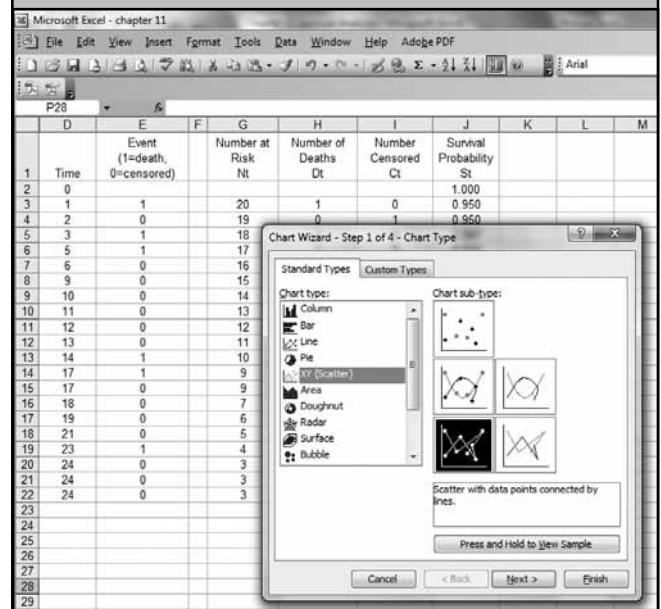 Microsoft Excel - chapter 11
File Edit View Insert Format Tools Data Window Help Adobe PDF
Arial
P28 fx
D E F G H I J K L M
1 Time Event (1=death, 0=censored) Number at Risk Nt Number of Deaths Dt Number Censored Ct Survival Probability St
2 0 1.000
3 1 1 20 1 0 0.950
4 2 0 19 0 1 0.950
5 3 1 18
6 5 1 17
7 6 0 16
8 9 0 15
9 10 0 14
10 11 0 13
11 12 0 12
12 13 0 11
13 14 1 10
14 17 1 9
15 17 0 9
16 18 0 7
17 19 0 6
18 21 0 5
19 23 1 4
20 24 0 3
21 24 0 3
22 24 0 3
23
24
25
26
27
28
29
Chart Wizard - Step 1 of 4 - Chart Type
Standard Types Custom Types
Chart type:
Column
Bar
Line
Pie
XY (Scatter)
Area
Doughnut
Radar
Surface
Bubble
Chart sub-type:
Scatter with data points connected by
lines.
Press and Hold to View Sample
Cancel < Back Next > Finish